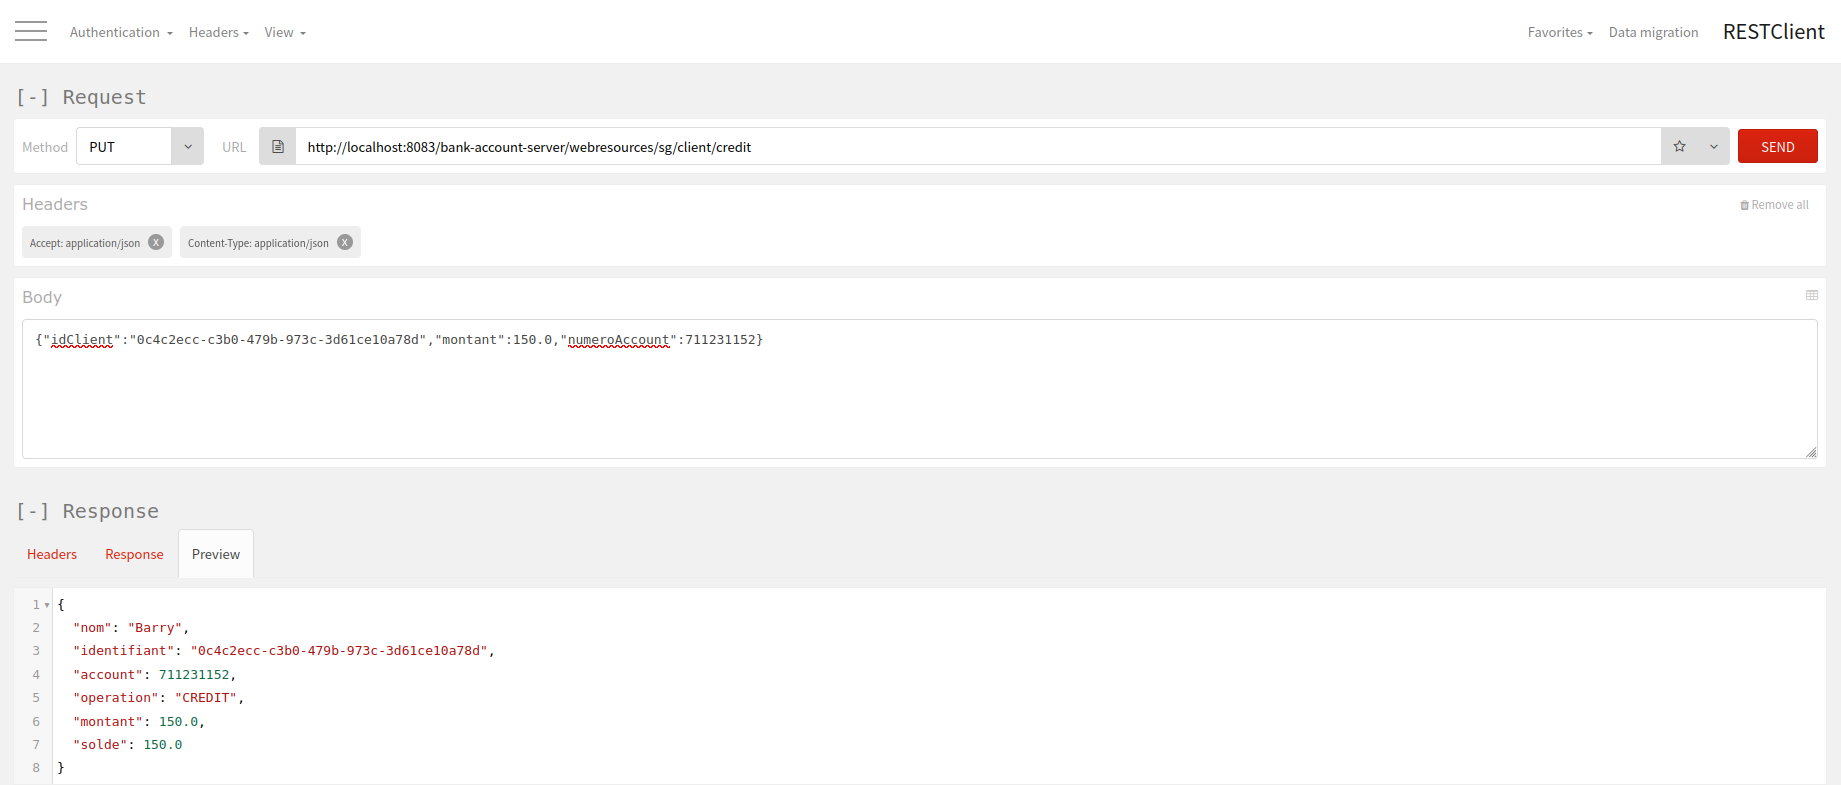 Authentication Headers View Favorites Data migration RESTClient
[-] Request
Method PUT URL http://localhost:8083/bank-account-server/webresources/sg/client/credit SEND
Headers Remove all
Accept: application/json X Content-Type: application/json X
Body
{"idClient":"0c4c2ecc-c3b0-479b-973c-3d61ce10a78d","montant":150.0,"numeroAccount":711231152}
[-] Response
Headers Response Preview
1 {
2 "nom": "Barry",
3 "identifiant": "0c4c2ecc-c3b0-479b-973c-3d61ce10a78d",
4 "account": 711231152,
5 "operation": "CREDIT",
6 "montant": 150.0,
7 "solde": 150.0
8 }